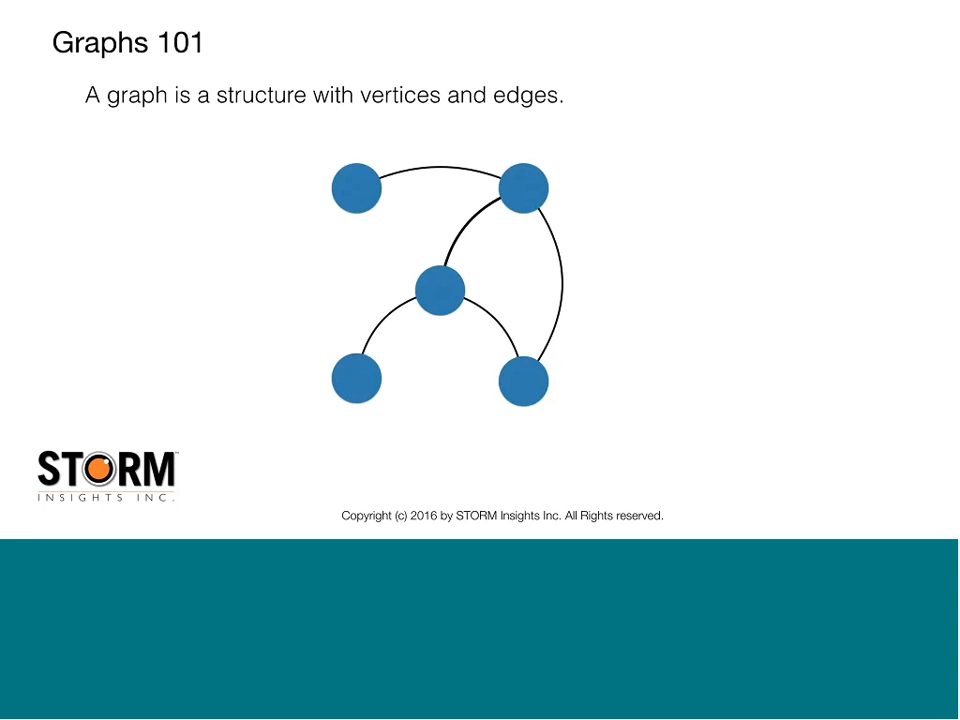 Graphs 101
A graph is a structure with vertices and edges.
STORM™
INSIGHTS INC.
Copyright (c) 2016 by STORM Insights Inc. All Rights reserved.